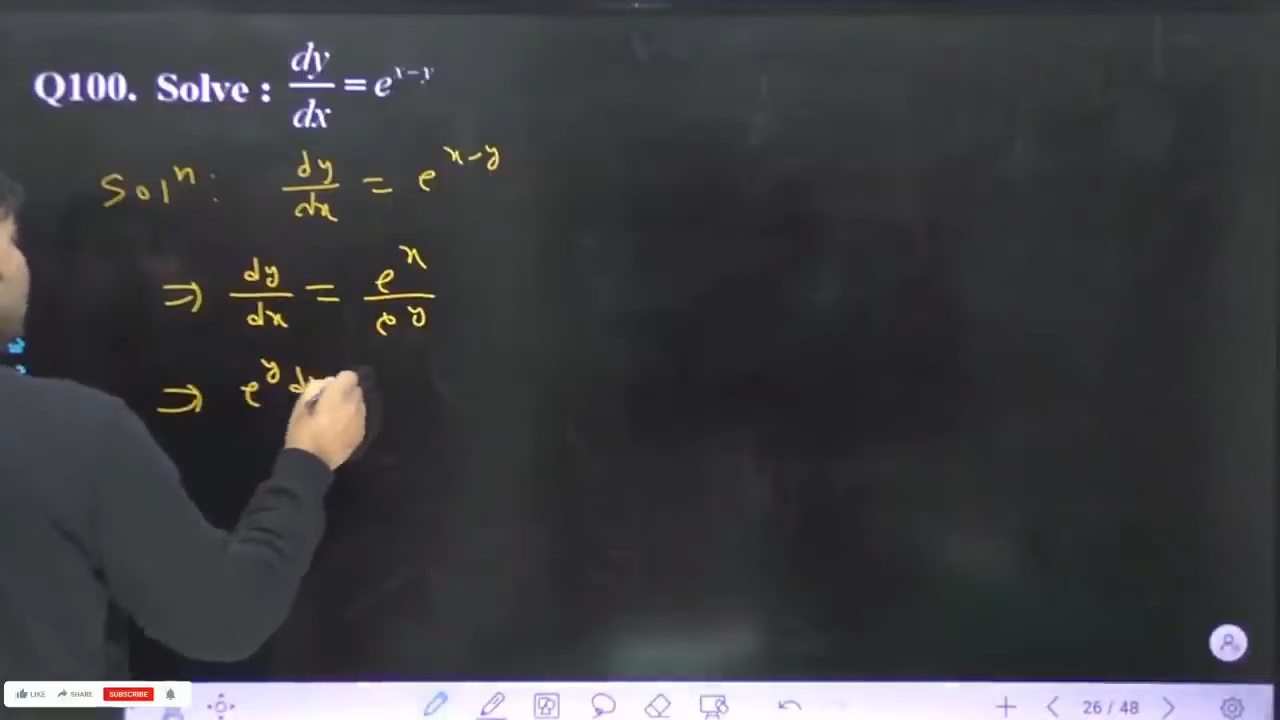 Q100. Solve : dy/dx = e^{x-y}
Solⁿ: dy/dx = e^{x-y}
⇒ dy/dx = e^x/e^y
⇒ e^y d
LIKE SHARE SUBSCRIBE
26 / 48